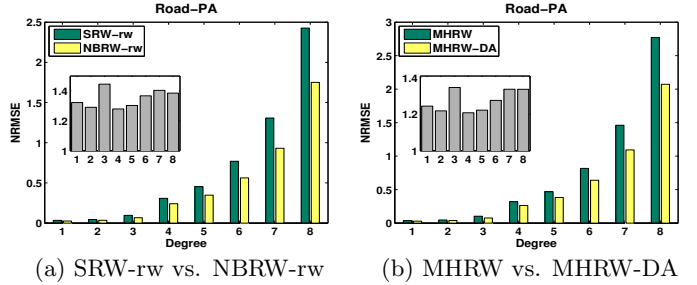 Road−PA
SRW−rw
NBRW−rw
NRMSE
2.5
2
1.5
1
0.5
0
1.4
1.2
1
1 2 3 4 5 6 7 8
1 2 3 4 5 6 7 8
Degree
(a) SRW-rw vs. NBRW-rw
Road−PA
MHRW
MHRW−DA
NRMSE
3
2.5
2
1.5
1
0.5
0
1.4
1.2
1
1 2 3 4 5 6 7 8
1 2 3 4 5 6 7 8
Degree
(b) MHRW vs. MHRW-DA